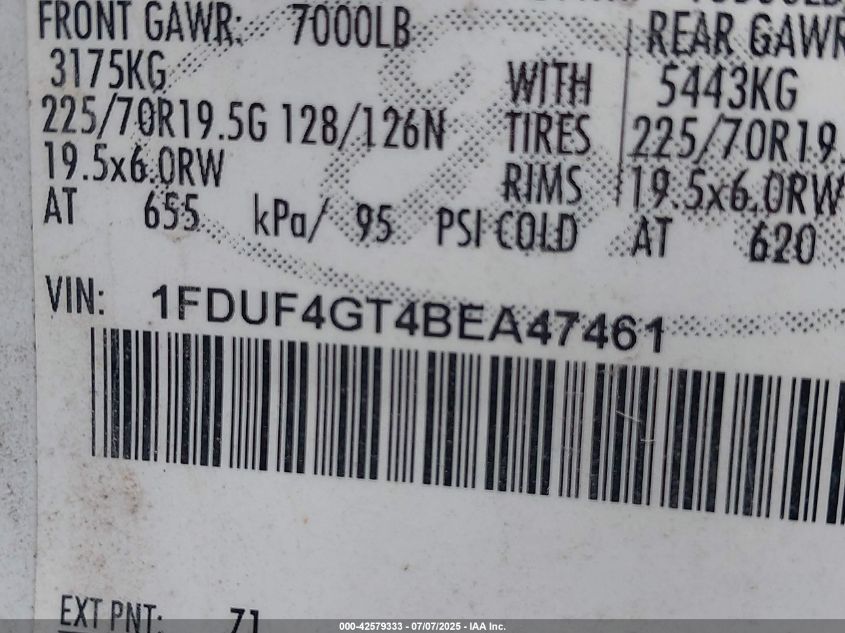 FRONT GAWR: 7000LB REAR GAWR
3175KG WITH 5443KG
225/70R19.5G 128/126N TIRES 225/70R19.
19.5x6.0RW RIMS 19.5x6.0RW
AT 655 kPa/ 95 PSI COLD AT 620
VIN: 1FDUF4GT4BEA47461
EXT PNT: Z1
000-42579333 - 07/07/2025 - IAA Inc.